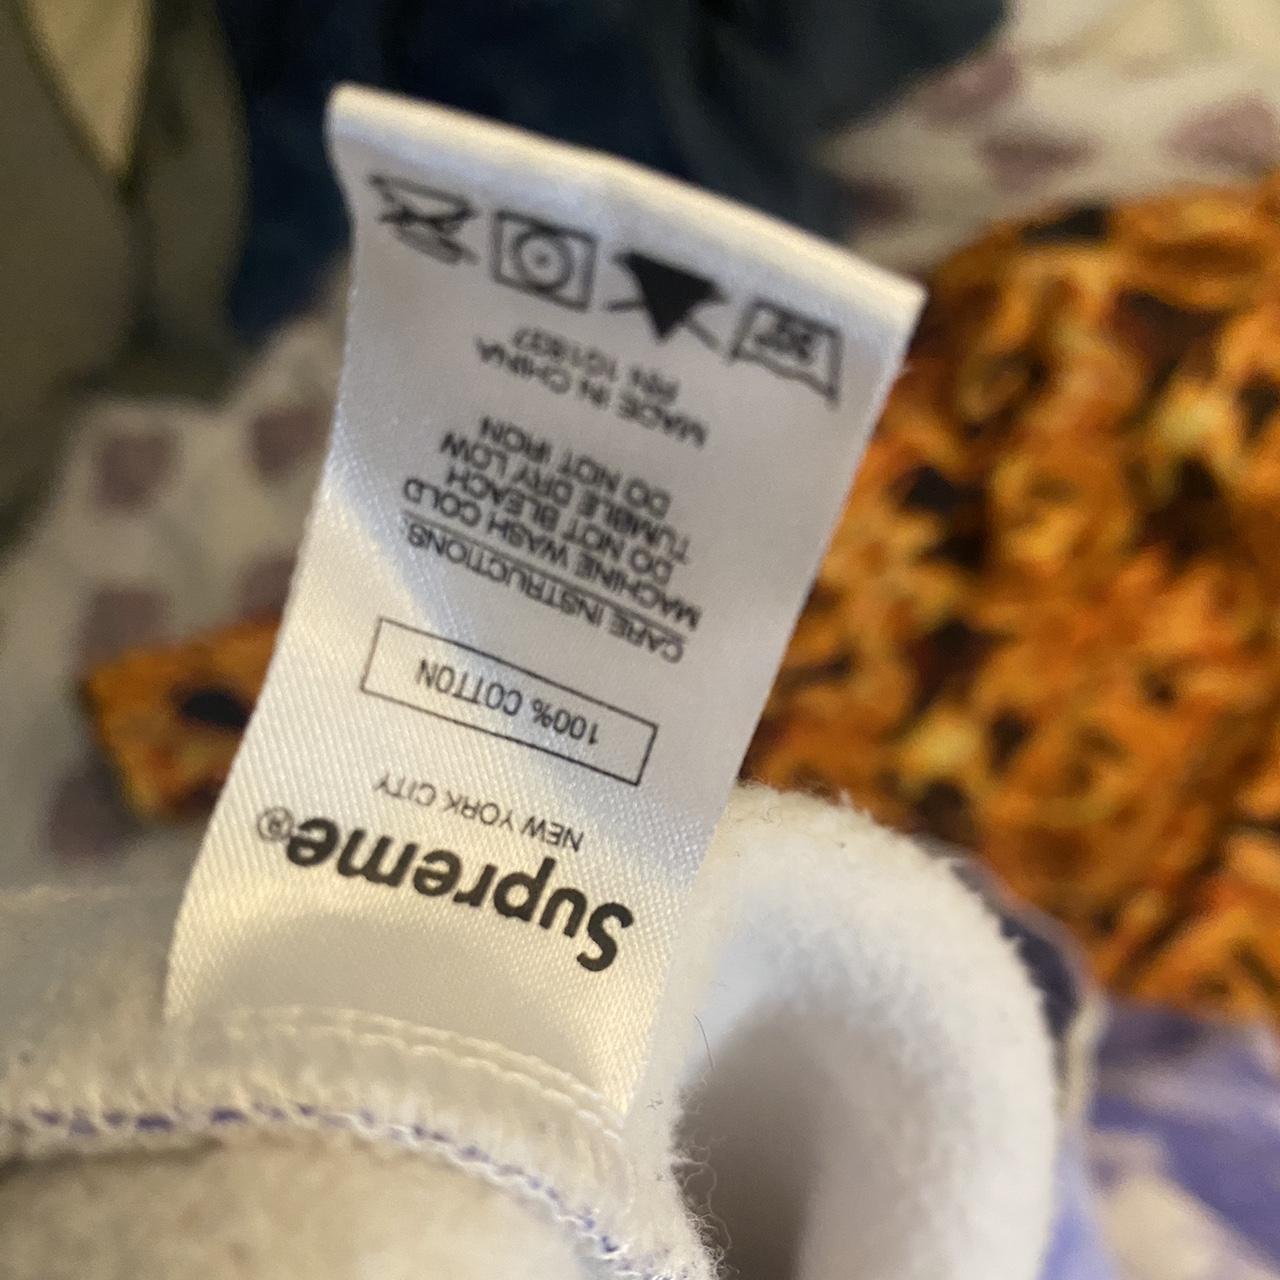 Supreme®
NEW YORK CITY
100% COTTON
CARE INSTRUCTIONS:
MACHINE WASH COLD
DO NOT BLEACH
TUMBLE DRY LOW
DO NOT IRON
MADE IN CHINA
RN 101837
30°